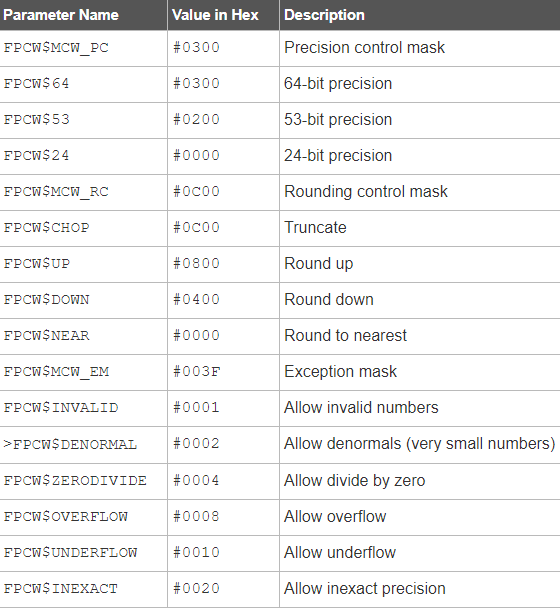 Parameter Name Value in Hex Description
FPCW$MCW_PC #0300 Precision control mask
FPCW$64 #0300 64-bit precision
FPCW$53 #0200 53-bit precision
FPCW$24 #0000 24-bit precision
FPCW$MCW_RC #0C00 Rounding control mask
FPCW$CHOP #0C00 Truncate
FPCW$UP #0800 Round up
FPCW$DOWN #0400 Round down
FPCW$NEAR #0000 Round to nearest
FPCW$MCW_EM #003F Exception mask
FPCW$INVALID #0001 Allow invalid numbers
>FPCW$DENORMAL #0002 Allow denormals (very small numbers)
FPCW$ZERODIVIDE #0004 Allow divide by zero
FPCW$OVERFLOW #0008 Allow overflow
FPCW$UNDERFLOW #0010 Allow underflow
FPCW$INEXACT #0020 Allow inexact precision